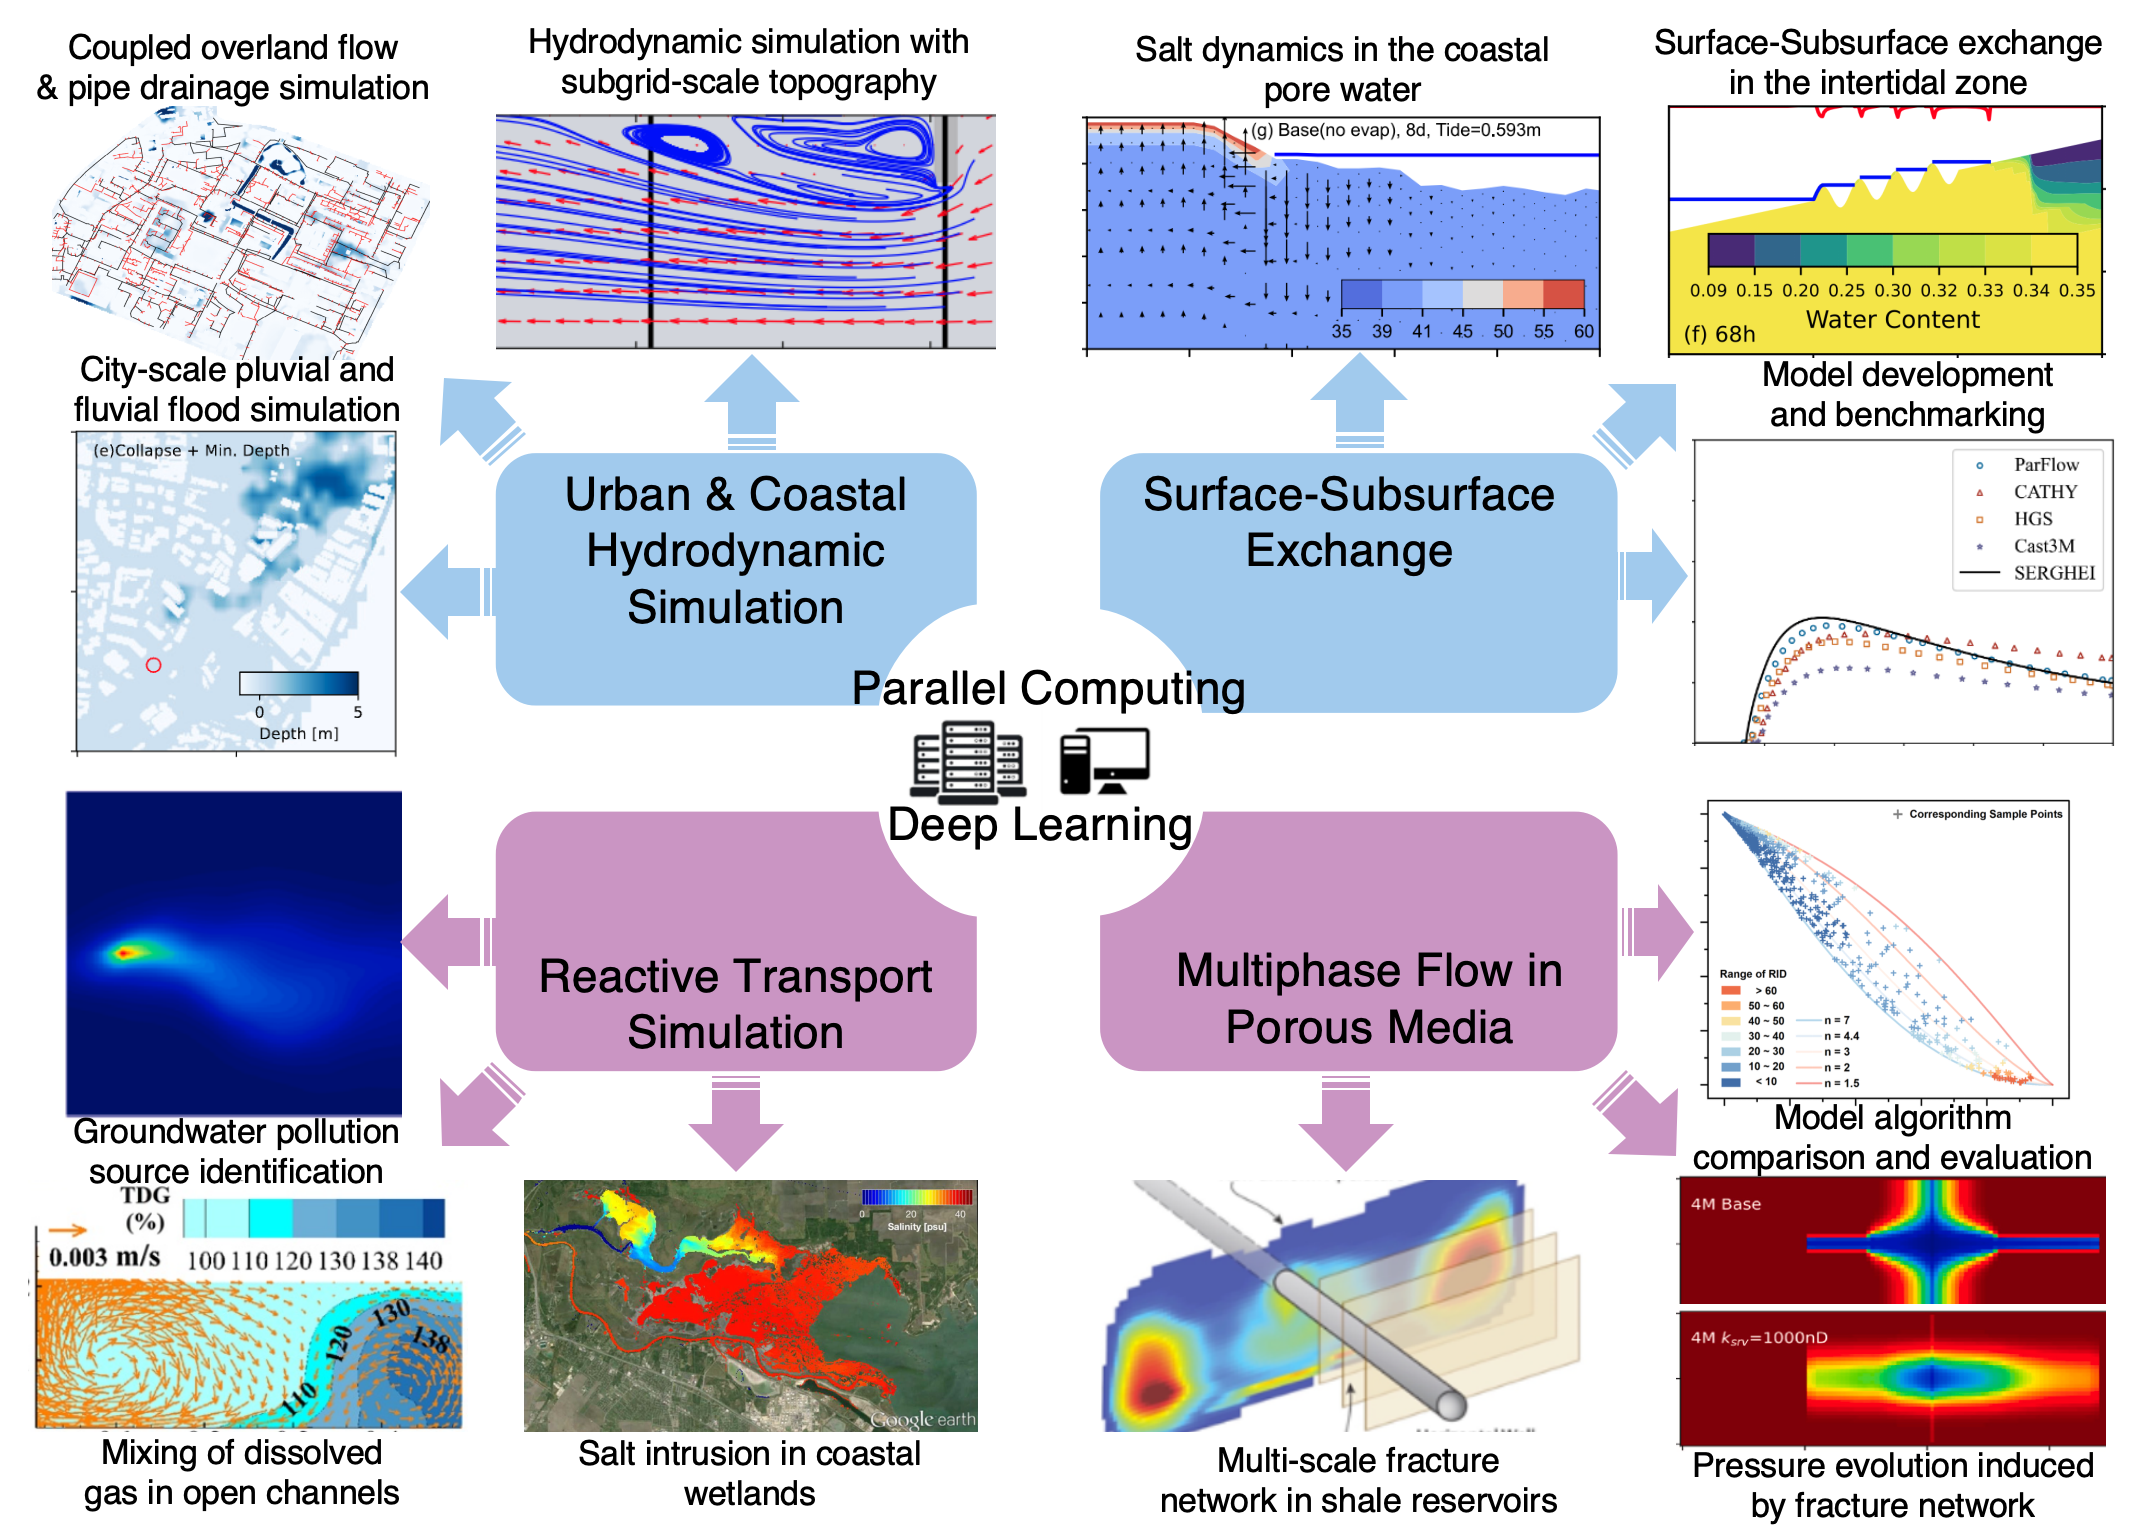 Coupled overland flow
& pipe drainage simulation
Hydrodynamic simulation with
subgrid-scale topography
Salt dynamics in the coastal
pore water
(g) Base(no evap), 8d, Tide=0.593m
35 39 41 45 50 55 60
Surface-Subsurface exchange
in the intertidal zone
0.09 0.15 0.20 0.25 0.30 0.32 0.33 0.34 0.35
Water Content
(f) 68h
City-scale pluvial and
fluvial flood simulation
(e)Collapse + Min. Depth
0 5
Depth [m]
Urban & Coastal
Hydrodynamic
Simulation
Surface-Subsurface
Exchange
Model development
and benchmarking
ParFlow
CATHY
HGS
Cast3M
SERGHEI
Parallel Computing
Deep Learning
Reactive Transport
Simulation
Multiphase Flow in
Porous Media
Corresponding Sample Points
Range of RID
> 60
50 ~ 60
40 ~ 50
30 ~ 40
20 ~ 30
10 ~ 20
< 10
n = 7
n = 4.4
n = 3
n = 2
n = 1.5
Groundwater pollution
source identification
Model algorithm
comparison and evaluation
TDG
(%)
0.003 m/s
100 110 120 130 138 140
130
120
138
110
Mixing of dissolved
gas in open channels
0 20 40
Salinity [psu]
Google earth
Salt intrusion in coastal
wetlands
Multi-scale fracture
network in shale reservoirs
4M Base
4M ksrv=1000nD
Pressure evolution induced
by fracture network